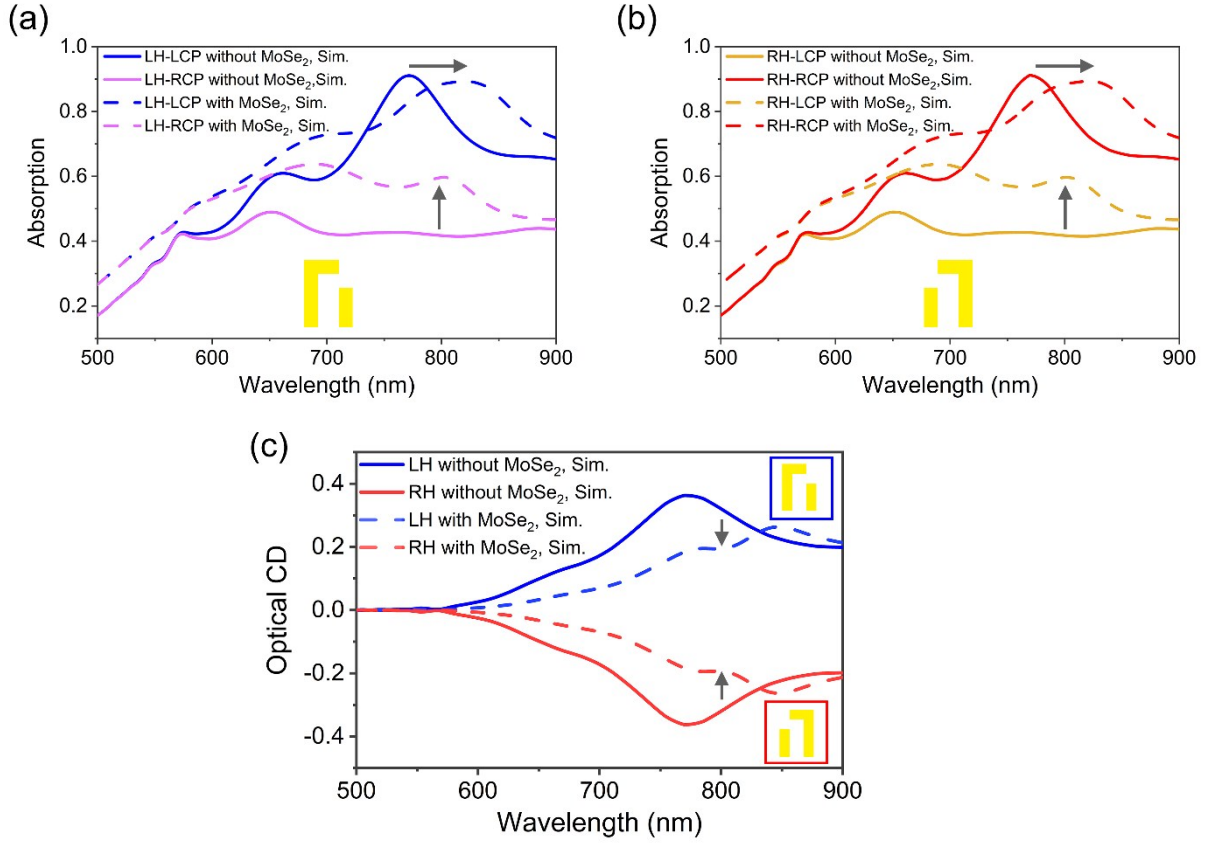 (a)
LH-LCP without MoSe₂, Sim.
LH-RCP without MoSe₂,Sim.
LH-LCP with MoSe₂, Sim.
LH-RCP with MoSe₂, Sim.
1.0
0.8
0.6
0.4
0.2
Absorption
500 600 700 800 900
Wavelength (nm)
(b)
RH-LCP without MoSe₂, Sim.
RH-RCP without MoSe₂,Sim.
RH-LCP with MoSe₂, Sim.
RH-RCP with MoSe₂, Sim.
1.0
0.8
0.6
0.4
0.2
Absorption
500 600 700 800 900
Wavelength (nm)
(c)
LH without MoSe₂, Sim.
RH without MoSe₂, Sim.
LH with MoSe₂, Sim.
RH with MoSe₂, Sim.
0.4
0.2
0.0
-0.2
-0.4
Optical CD
500 600 700 800 900
Wavelength (nm)